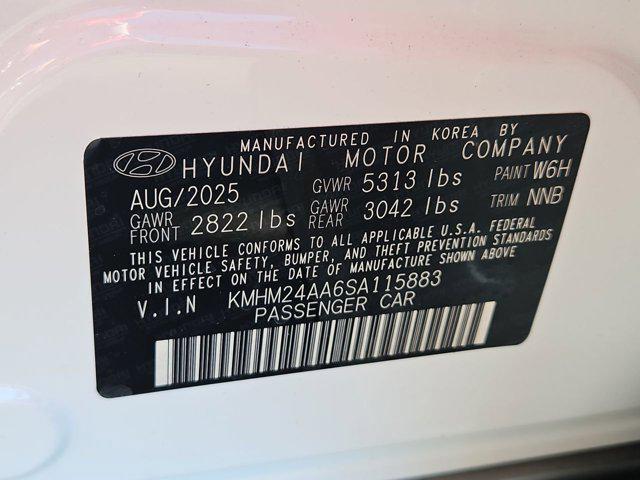 MANUFACTURED IN KOREA BY
HYUNDAI MOTOR COMPANY
AUG/2025 GVWR 5313 lbs PAINT W6H
GAWR FRONT 2822 lbs GAWR REAR 3042 lbs TRIM NNB
THIS VEHICLE CONFORMS TO ALL APPLICABLE U.S.A. FEDERAL
MOTOR VEHICLE SAFETY, BUMPER, AND THEFT PREVENTION STANDARDS
IN EFFECT ON THE DATE OF MANUFACTURE SHOWN ABOVE
V.I.N KMHM24AA6SA115883
PASSENGER CAR